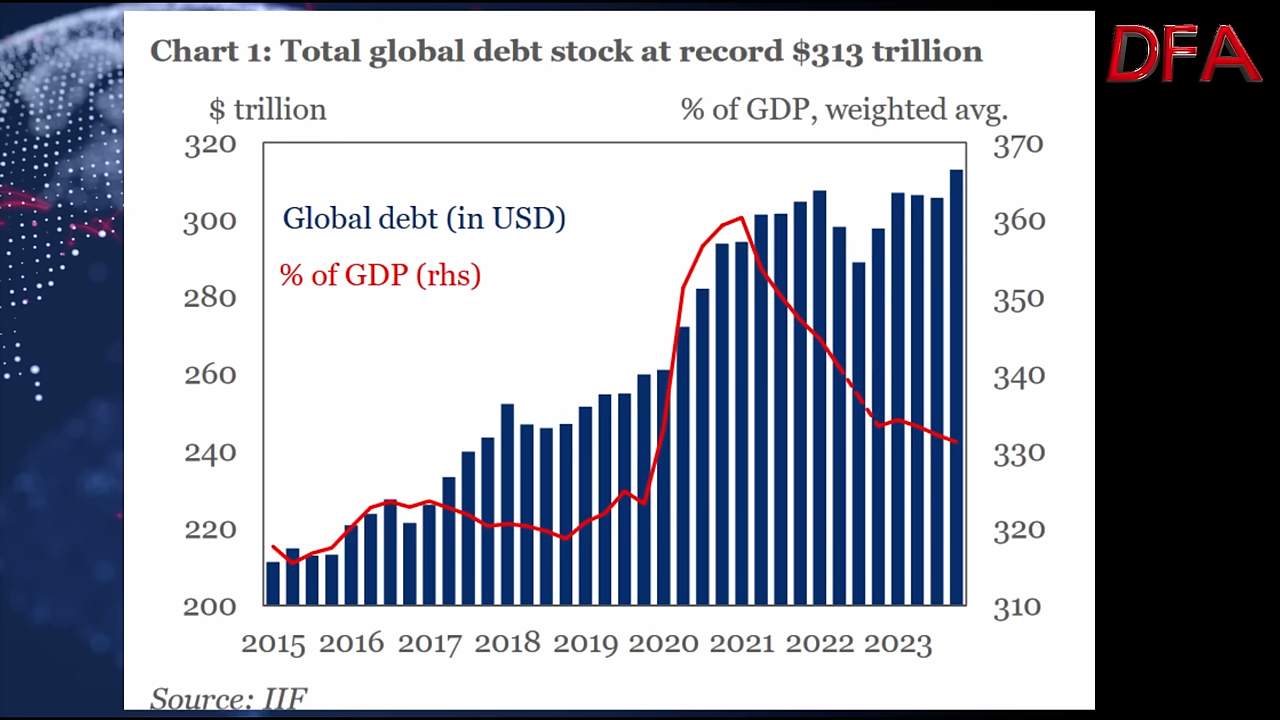 Chart 1: Total global debt stock at record $313 trillion
DFA
$ trillion
% of GDP, weighted avg.
320
370
Global debt (in USD)
300
360
% of GDP (rhs)
280
350
260
340
240
330
220
320
200
310
2015 2016 2017 2018 2019 2020 2021 2022 2023
Source: IIF